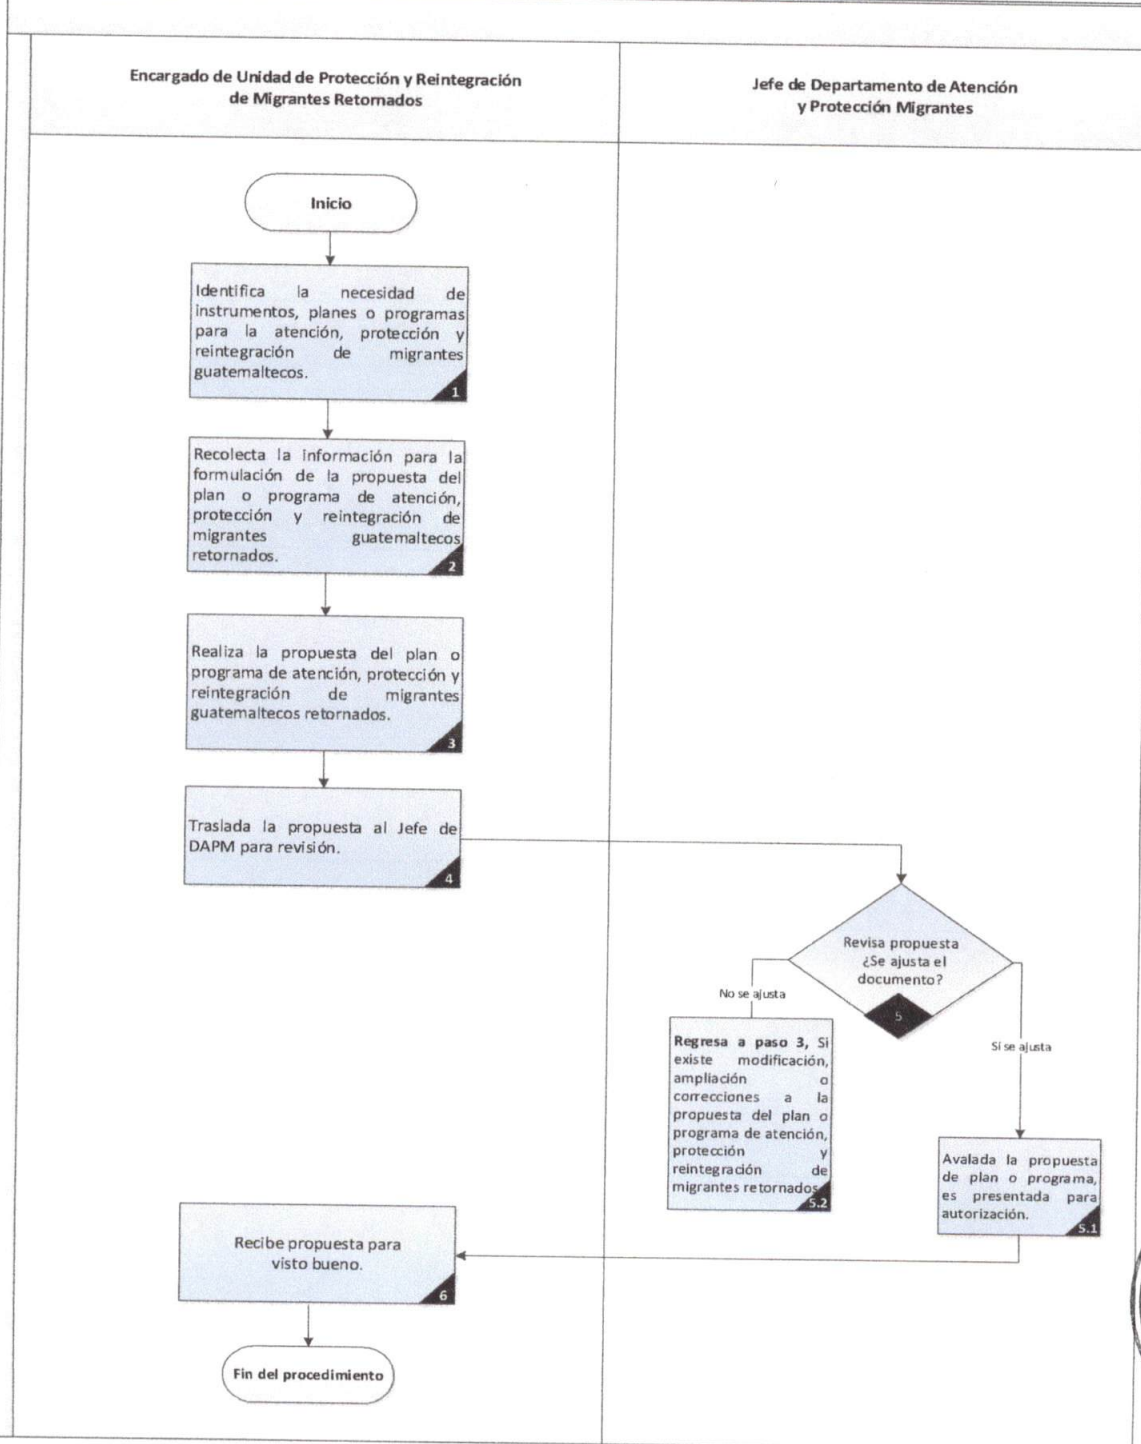 Encargado de Unidad de Protección y Reintegración
de Migrantes Retornados
Jefe de Departamento de Atención
y Protección Migrantes
Inicio
Identifica la necesidad de
instrumentos, planes o programas
para la atención, protección y
reintegración de migrantes
guatemaltecos.
1
Recolecta la información para la
formulación de la propuesta del
plan o programa de atención,
protección y reintegración de
migrantes guatemaltecos
retornados.
2
Realiza la propuesta del plan o
programa de atención, protección y
reintegración de migrantes
guatemaltecos retornados.
3
Traslada la propuesta al Jefe de
DAPM para revisión.
4
Revisa propuesta
¿Se ajusta el
documento?
5
No se ajusta
Sí se ajusta
Regresa a paso 3, Si
existe modificación,
ampliación o
correcciones a la
propuesta del plan o
programa de atención,
protección y
reintegración de
migrantes retornados
5.2
Avalada la propuesta
de plan o programa,
es presentada para
autorización.
5.1
Recibe propuesta para
visto bueno.
6
Fin del procedimiento